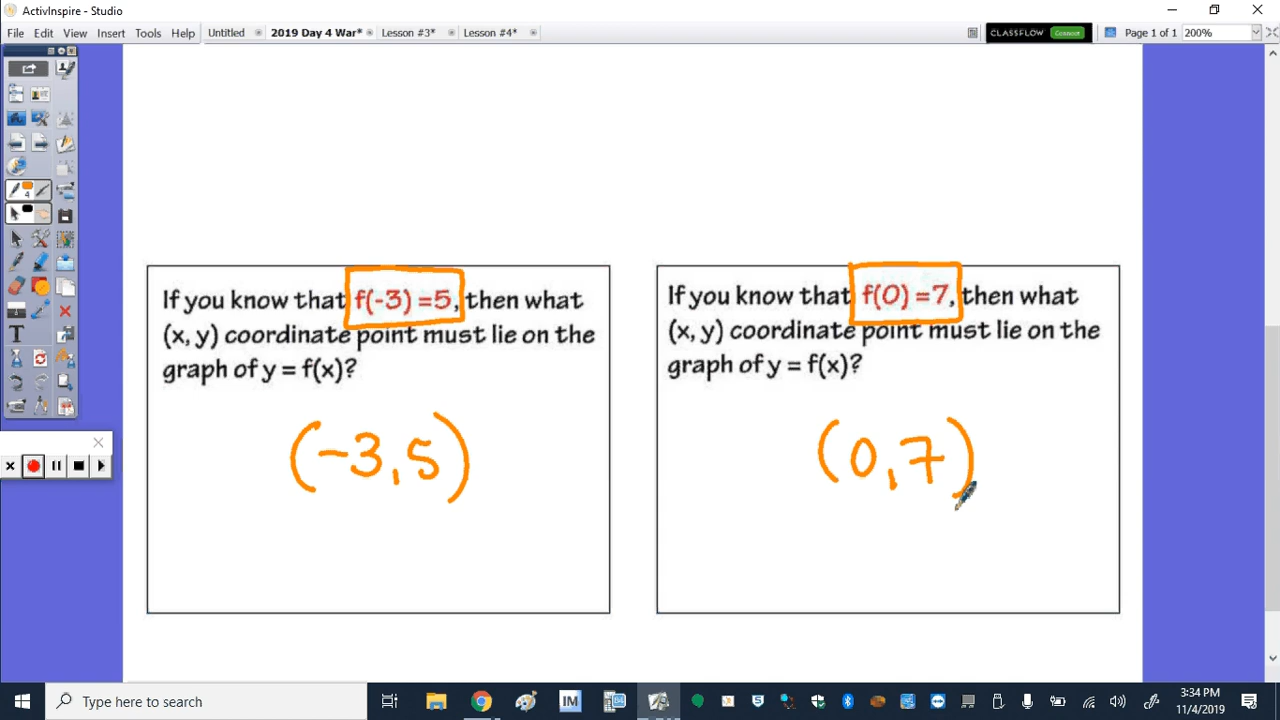 ActivInspire - Studio
File Edit View Insert Tools Help Untitled 2019 Day 4 War* Lesson #3* Lesson #4* CLASSFLOW Connect Page 1 of 1 200%
4
T
If you know that f(-3) =5, then what
(x, y) coordinate point must lie on the
graph of y = f(x)?
(-3,5)
If you know that f(0) =7, then what
(x, y) coordinate point must lie on the
graph of y = f(x)?
(0,7)
Type here to search
IM
3:34 PM
11/4/2019